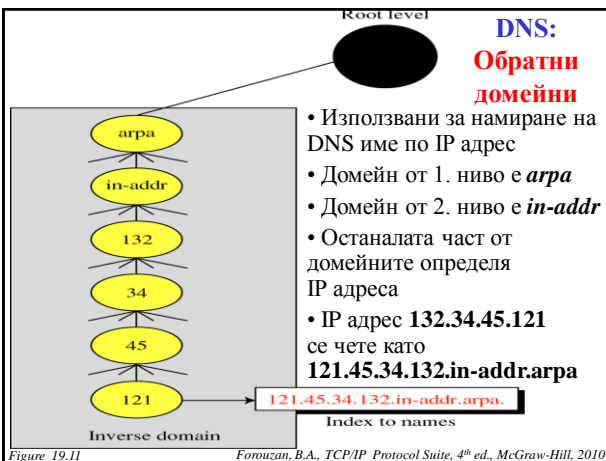 Root level
DNS:
Обратни
домейни
• Използвани за намиране на
DNS име по IP адрес
• Домейн от 1. ниво е arpa
• Домейн от 2. ниво е in-addr
• Останалата част от
домейните определя
IP адреса
• IP адрес 132.34.45.121
се чете като
121.45.34.132.in-addr.arpa
arpa
in-addr
132
34
45
121
121.45.34.132.in-addr.arpa.
Index to names
Inverse domain
Figure 19.11
Forouzan, B.A., TCP/IP Protocol Suite, 4th ed., McGraw-Hill, 2010